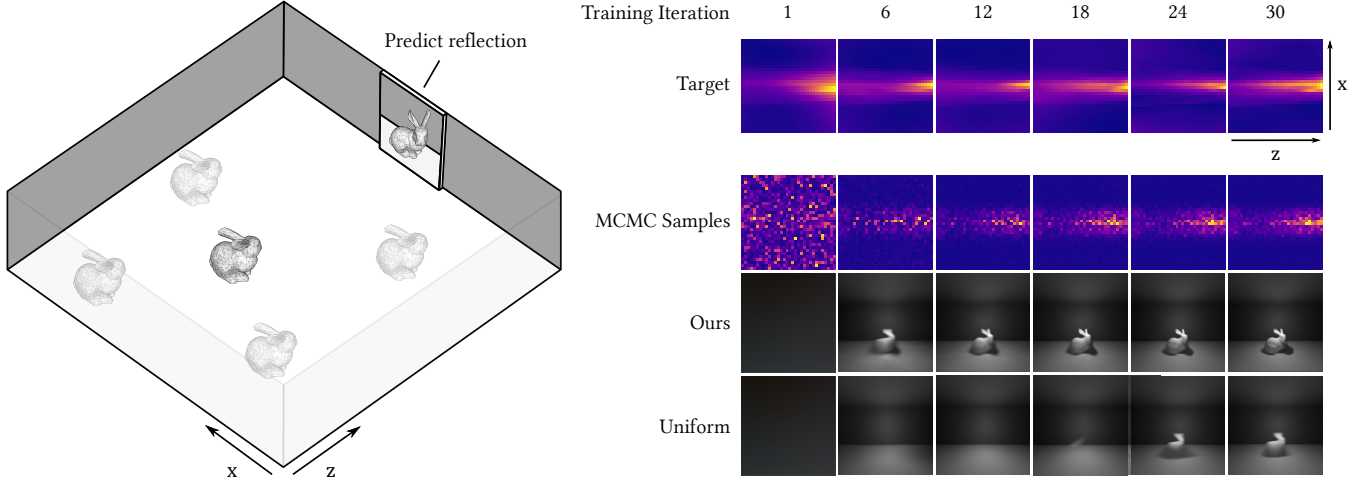 Predict reflection
x
z
Training Iteration 1 6 12 18 24 30
Target
x
z
MCMC Samples
Ours
Uniform